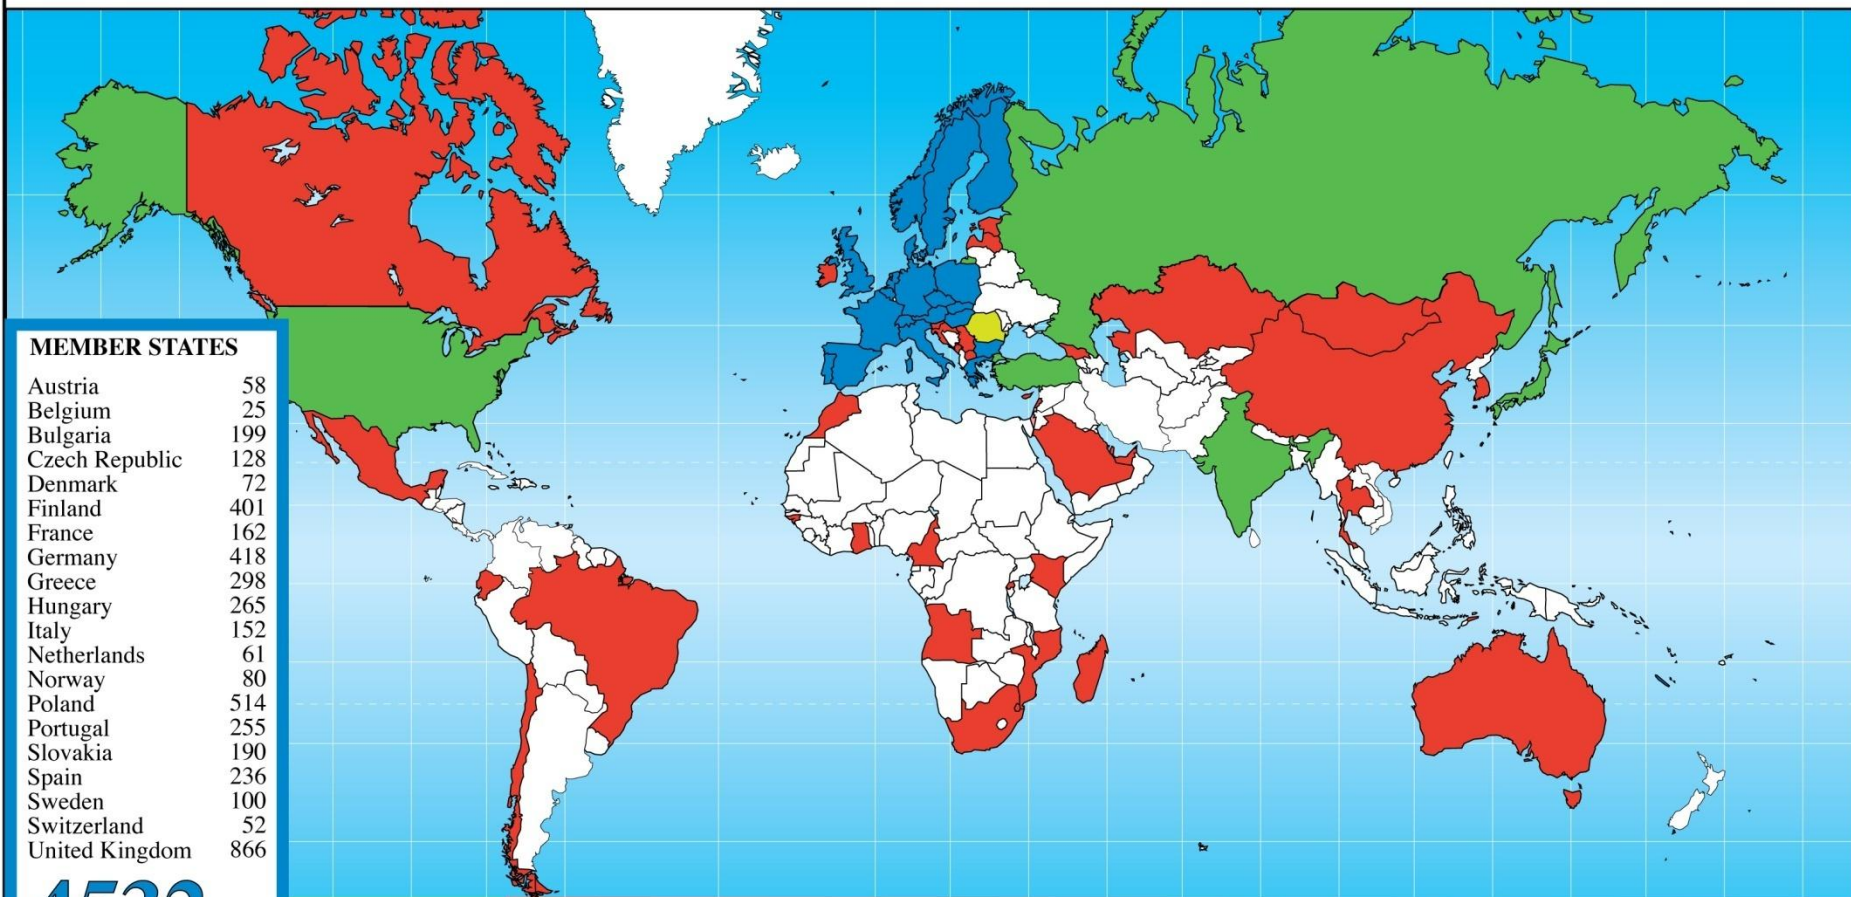 MEMBER STATES
Austria 58
Belgium 25
Bulgaria 199
Czech Republic 128
Denmark 72
Finland 401
France 162
Germany 418
Greece 298
Hungary 265
Italy 152
Netherlands 61
Norway 80
Poland 514
Portugal 255
Slovakia 190
Spain 236
Sweden 100
Switzerland 52
United Kingdom 866
4532